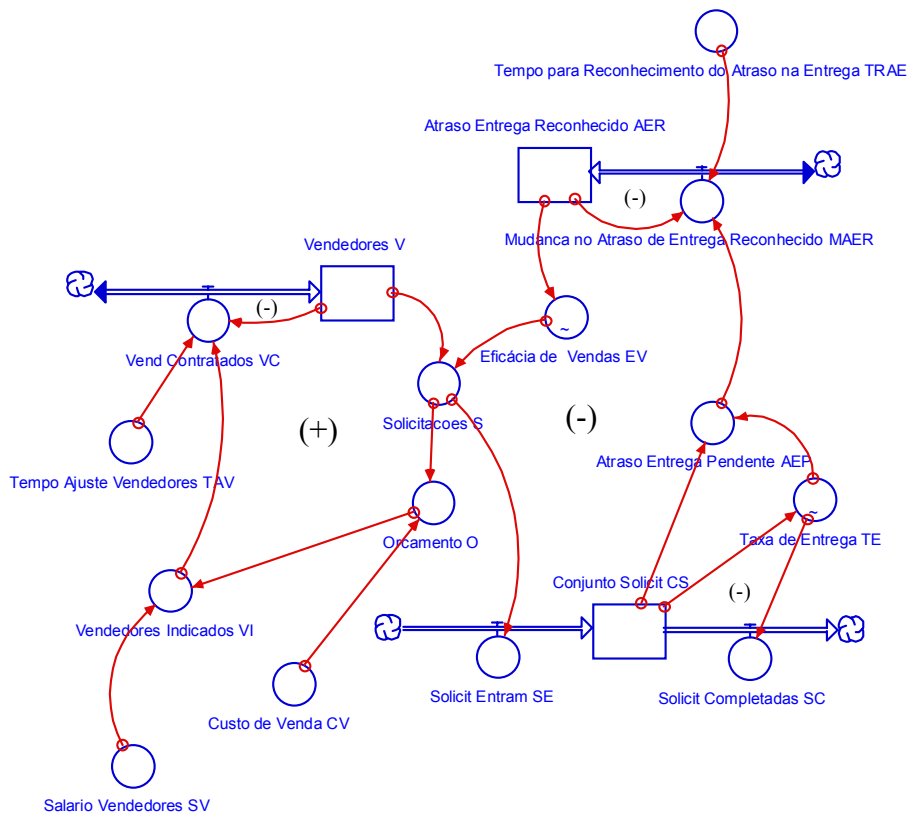 Tempo para Reconhecimento do Atraso na Entrega TRAE
Atraso Entrega Reconhecido AER
(-)
Mudanca no Atraso de Entrega Reconhecido MAER
Vendedores V
(-)
Vend Contratados VC
~
Eficácia de Vendas EV
Solicitacoes S
(+)
(-)
Tempo Ajuste Vendedores TAV
Atraso Entrega Pendente AEP
~
Taxa de Entrega TE
Orcamento O
Conjunto Solicit CS
(-)
Vendedores Indicados VI
Solicit Entram SE
Solicit Completadas SC
Custo de Venda CV
Salario Vendedores SV